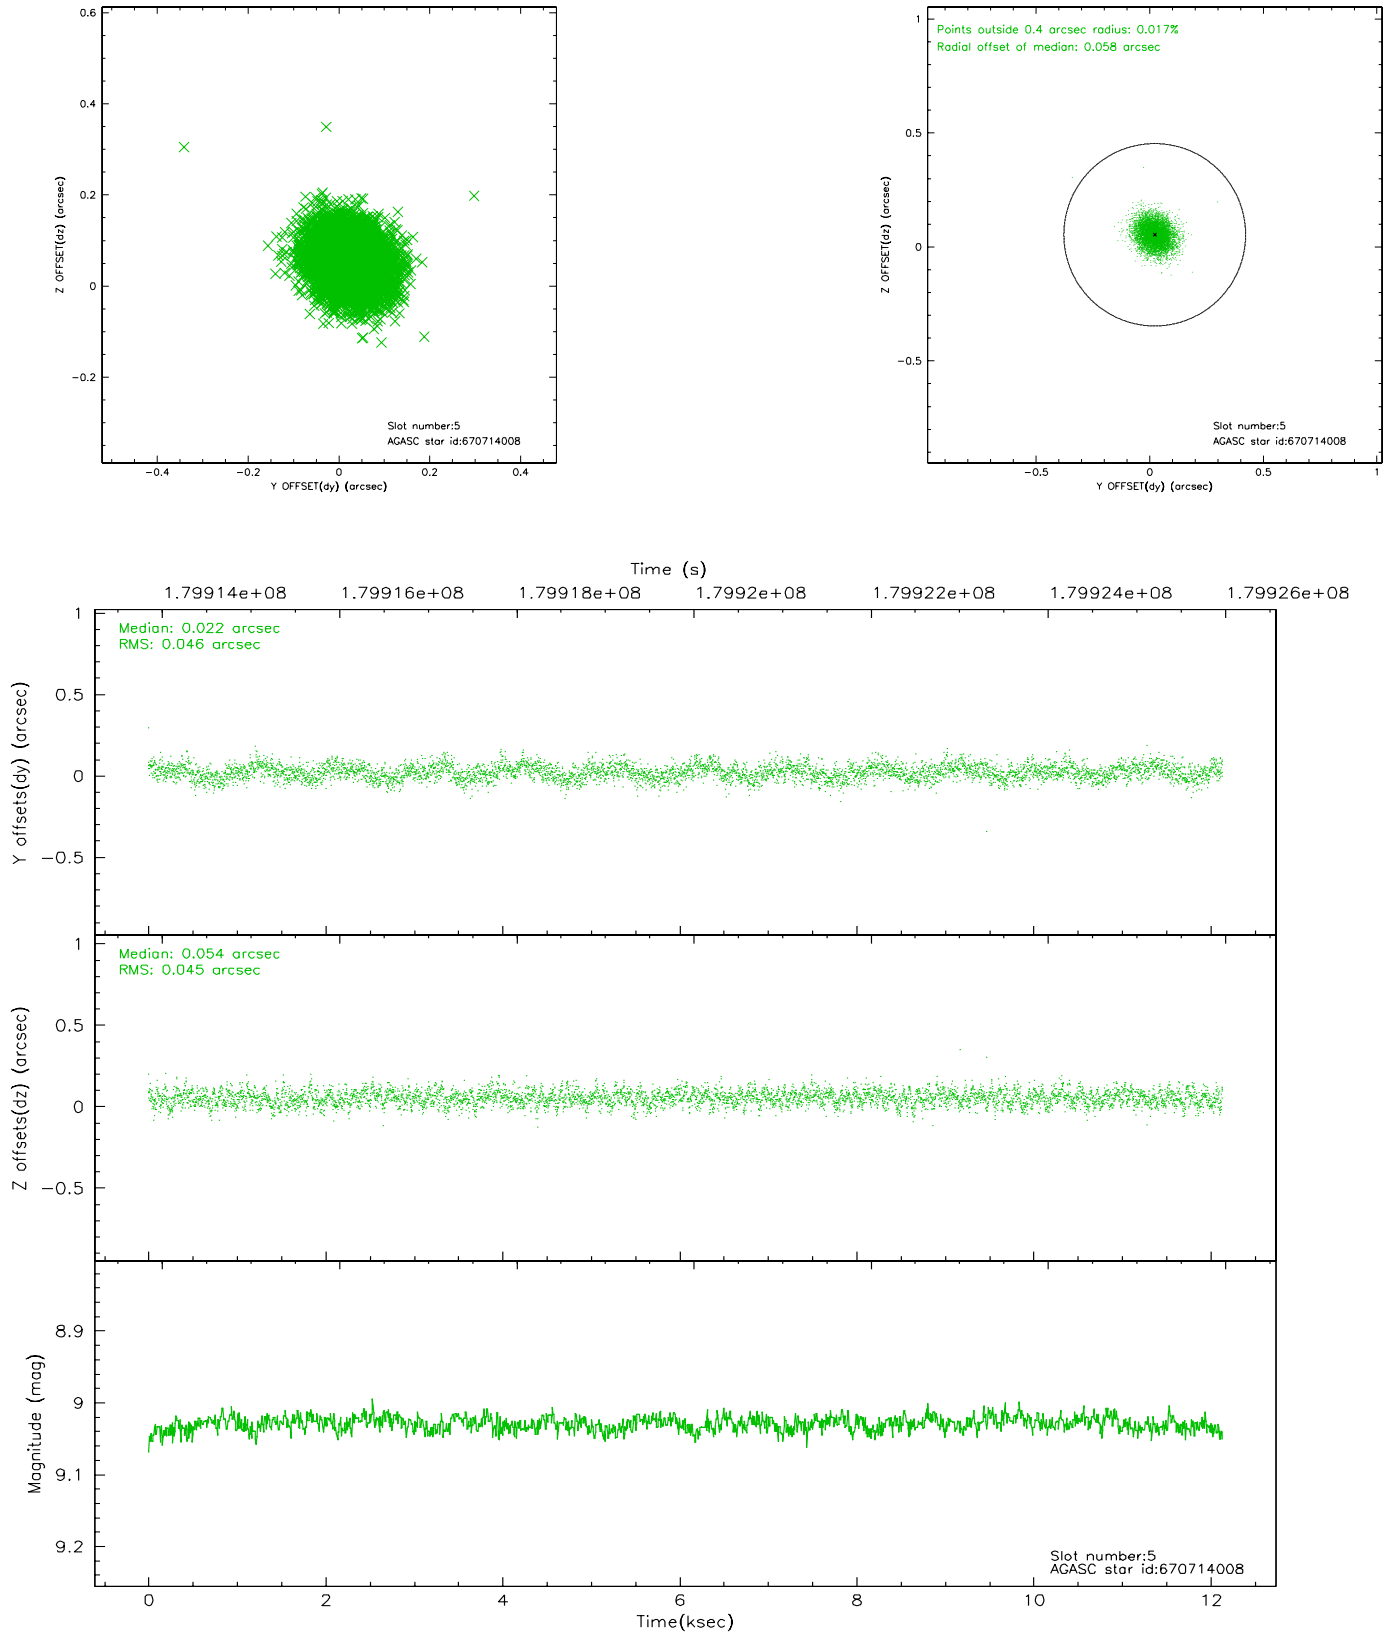 0.6
0.4
0.2
0
−0.2
Z OFFSET(dz) (arcsec)
Slot number:5
AGASC star id:670714008
−0.4 −0.2 0 0.2 0.4
Y OFFSET(dy) (arcsec)
Points outside 0.4 arcsec radius: 0.017%
Radial offset of median: 0.058 arcsec
1
0.5
0
−0.5
Z OFFSET(dz) (arcsec)
Slot number:5
AGASC star id:670714008
−0.5 0 0.5 1
Y OFFSET(dy) (arcsec)
Time (s)
1.79914e+08 1.79916e+08 1.79918e+08 1.7992e+08 1.79922e+08 1.79924e+08 1.79926e+08
Median: 0.022 arcsec
RMS: 0.046 arcsec
1
0.5
0
−0.5
Y offsets(dy) (arcsec)
Median: 0.054 arcsec
RMS: 0.045 arcsec
1
0.5
0
−0.5
Z offsets(dz) (arcsec)
8.9
9
9.1
9.2
Magnitude (mag)
Slot number:5
AGASC star id:670714008
0 2 4 6 8 10 12
Time(ksec)